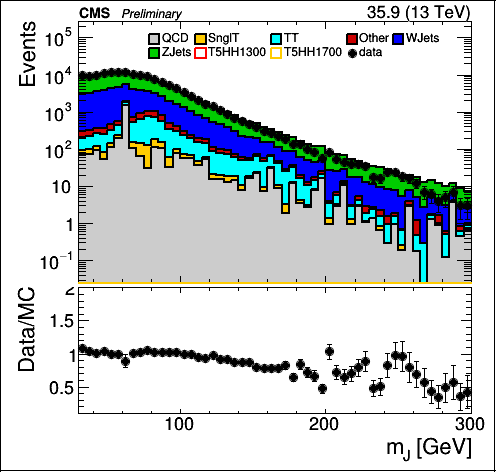 CMS Preliminary 35.9 (13 TeV)
QCD SnglT TT Other WJets
ZJets T5HH1300 T5HH1700 data
Events
10⁵
10⁴
10³
10²
10
1
10⁻¹
Data/MC
2
1.5
1
0.5
100 200 300
m_J [GeV]